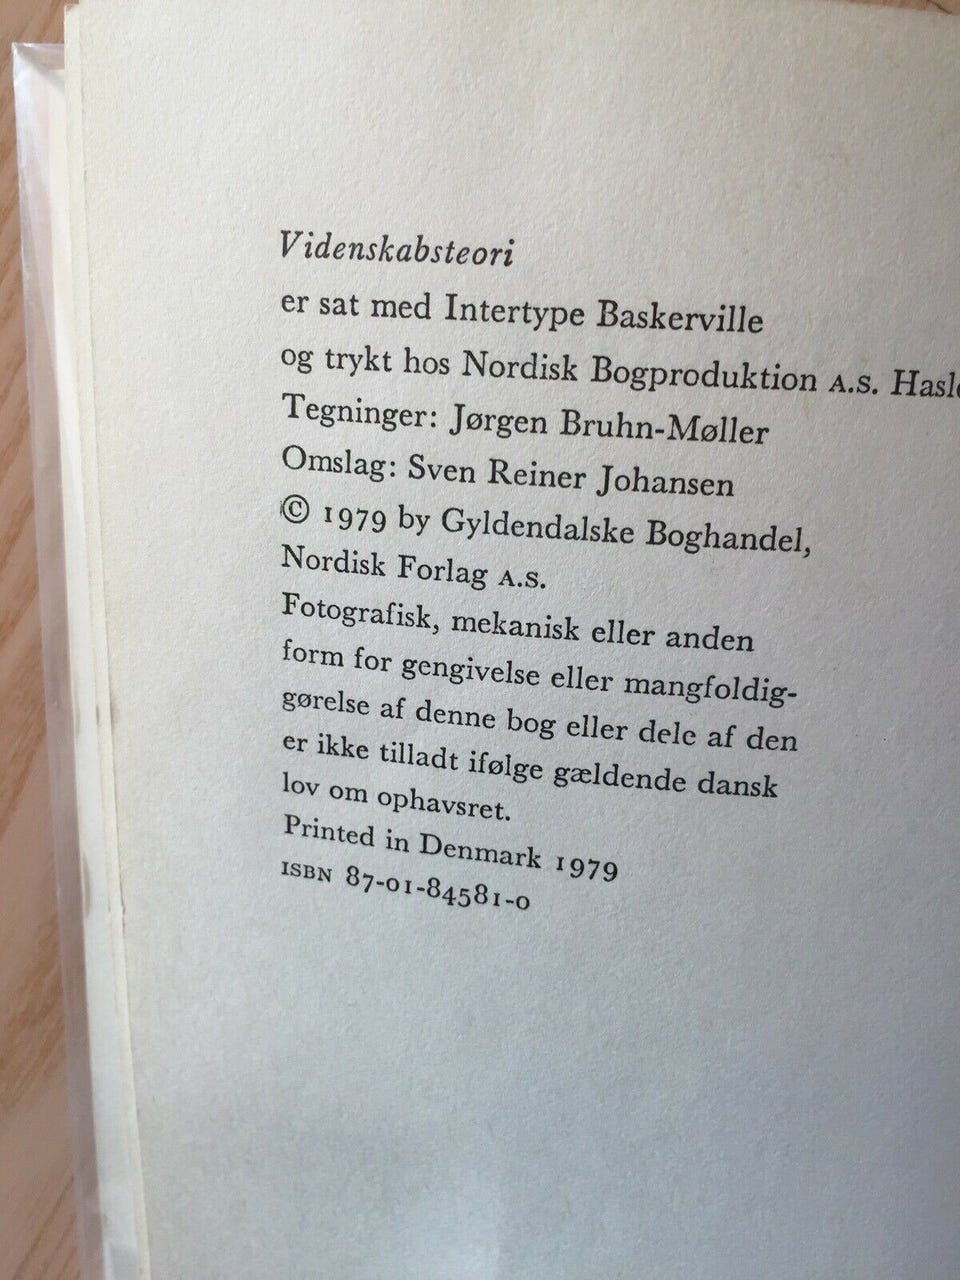 Videnskabsteori
er sat med Intertype Baskerville
og trykt hos Nordisk Bogproduktion A.S.
Tegninger: Jørgen Bruhn-Møller
Omslag: Sven Reiner Johansen
© 1979 by Gyldendalske Boghandel,
Nordisk Forlag A.S.
Fotografisk, mekanisk eller anden
form for gengivelse eller mangfoldig-
gørelse af denne bog eller dele af den
er ikke tilladt ifølge gældende dansk
lov om ophavsret.
Printed in Denmark 1979
ISBN 87-01-84581-0